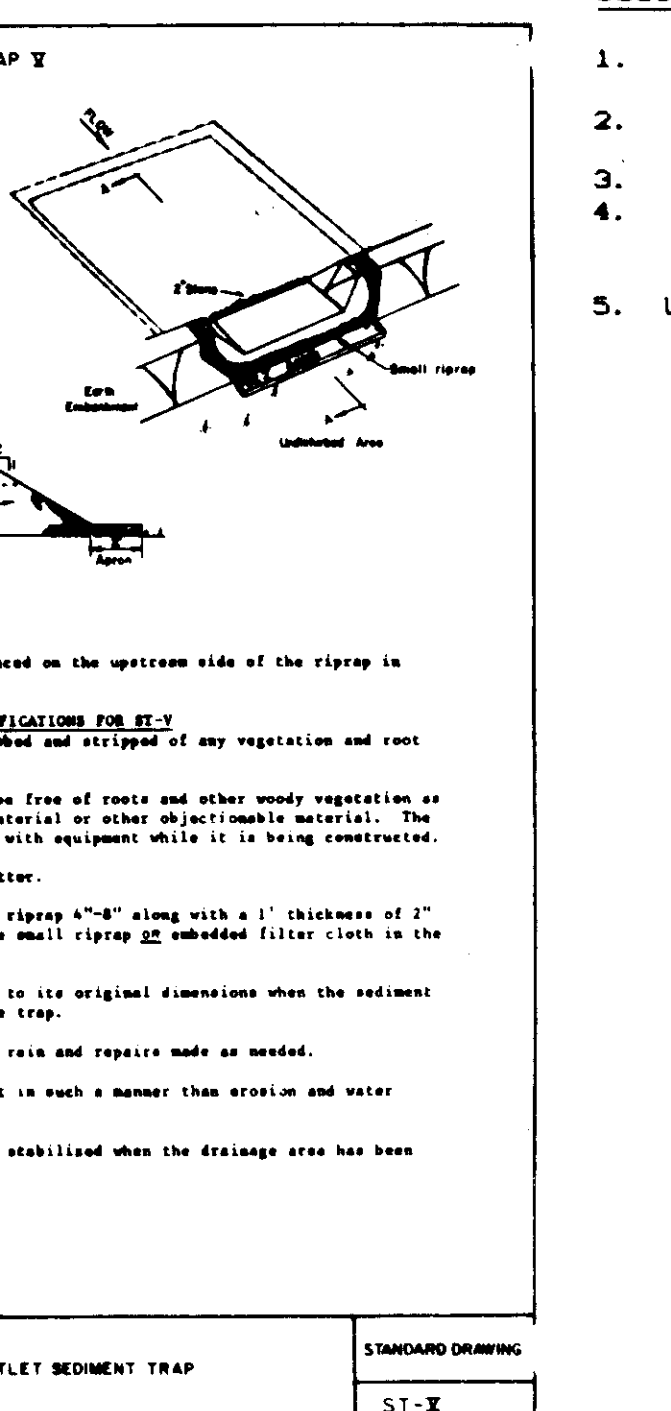 AP V
FLOW
A
2" Stone
Small riprap
Earth
Embankment
A
Undisturbed Area
Apron
aced on the upstream side of the riprap in
FICATIONS FOR ST-V
bbed and stripped of any vegetation and root
be free of roots and other woody vegetation as
aterial or other objectionable material. The
with equipment while it is being constructed.
tter.
riprap 4"-8" along with a 1' thickness of 2"
e small riprap OR embedded filter cloth in the
to its original dimensions when the sediment
e trap.
rain and repairs made as needed.
t in such a manner than erosion and water
stabilized when the drainage area has been
TLET SEDIMENT TRAP
STANDARD DRAWING
ST-V
1.
2.
3.
4.
5.